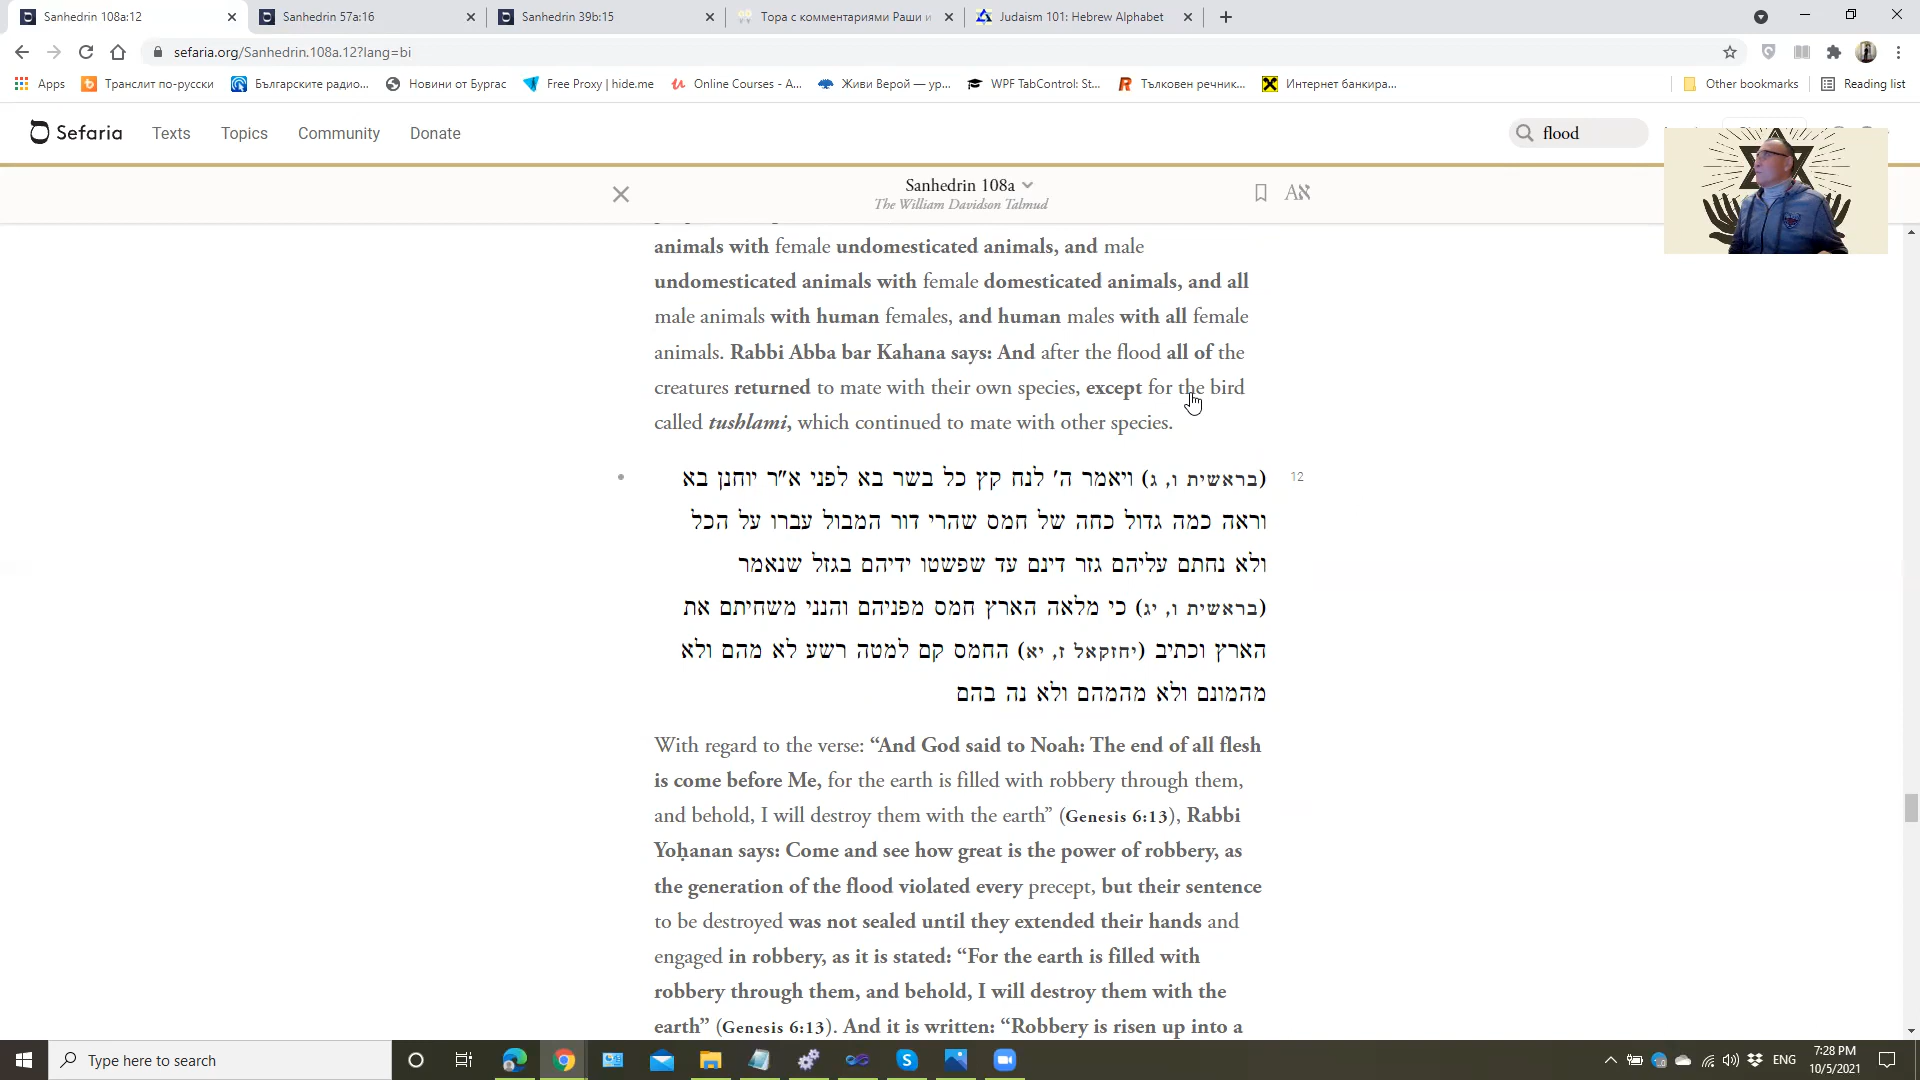 Sanhedrin 108a:12
Sanhedrin 57a:16
Sanhedrin 39b:15
Тора с комментариями Раши и
Judaism 101: Hebrew Alphabet
sefaria.org/Sanhedrin.108a.12?lang=bi
Apps
Транслит по-русски
Българските радио...
Новини от Бургас
Free Proxy | hide.me
Online Courses - A...
Живи Верой — ур...
WPF TabControl: St...
Тълковен речник...
Интернет банкира...
Other bookmarks
Reading list
Sefaria
Texts
Topics
Community
Donate
flood
Sanhedrin 108a
The William Davidson Talmud
animals with female undomesticated animals, and male
undomesticated animals with female domesticated animals, and all
male animals with human females, and human males with all female
animals. Rabbi Abba bar Kahana says: And after the flood all of the
creatures returned to mate with their own species, except for the bird
called tushlami, which continued to mate with other species.
12
(בראשית ו, ג) ויאמר ה' לנח קץ כל בשר בא לפני א"ר יוחנן בא
וראה כמה גדול כחה של חמס שהרי דור המבול עברו על הכל
ולא נחתם עליהם גזר דינם עד שפשטו ידיהם בגזל שנאמר
(בראשית ו, יג) כי מלאה הארץ חמס מפניהם והנני משחיתם את
הארץ וכתיב (יחזקאל ז, יא) החמס קם למטה רשע לא מהם ולא
מהמונם ולא מהמהם ולא נה בהם
With regard to the verse: “And God said to Noah: The end of all flesh
is come before Me, for the earth is filled with robbery through them,
and behold, I will destroy them with the earth” (Genesis 6:13), Rabbi
Yoḥanan says: Come and see how great is the power of robbery, as
the generation of the flood violated every precept, but their sentence
to be destroyed was not sealed until they extended their hands and
engaged in robbery, as it is stated: “For the earth is filled with
robbery through them, and behold, I will destroy them with the
earth” (Genesis 6:13). And it is written: “Robbery is risen up into a
Type here to search
ENG
7:28 PM
10/5/2021